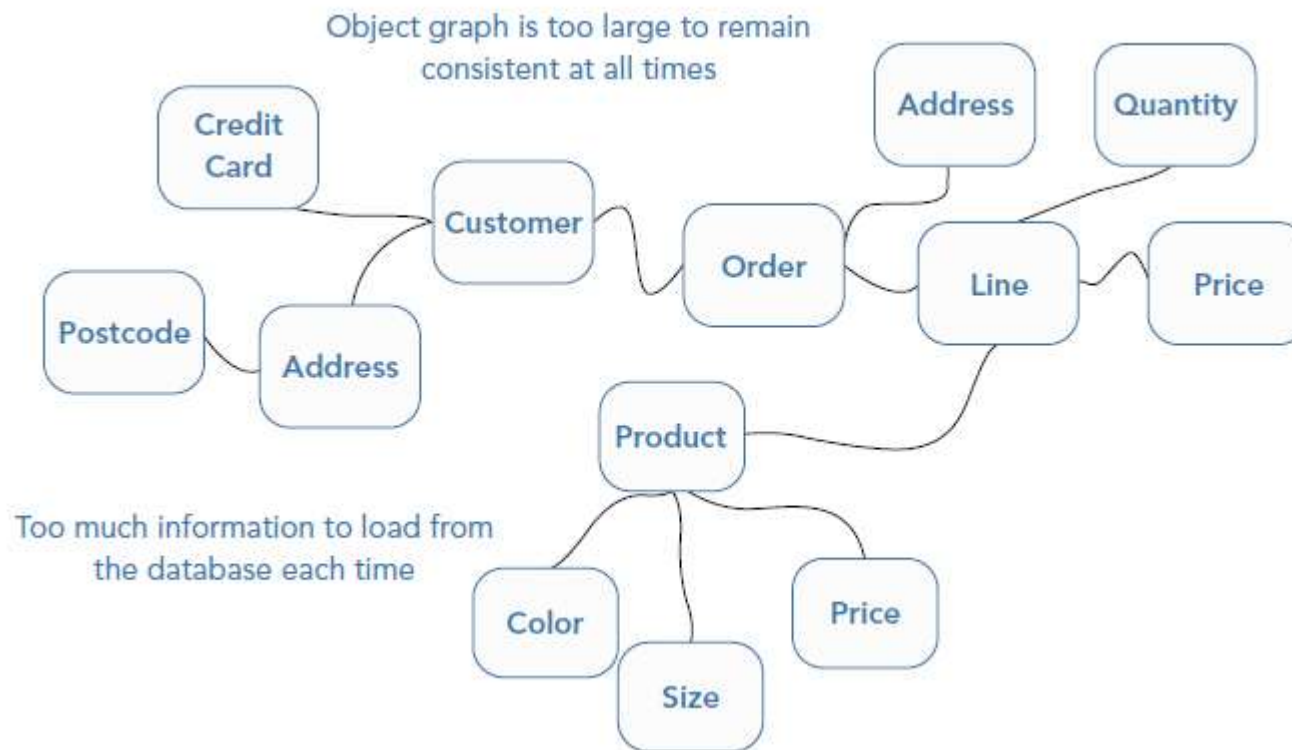 Object graph is too large to remain
consistent at all times
Credit
Card
Customer
Address
Quantity
Order
Line
Price
Postcode
Address
Product
Too much information to load from
the database each time
Color
Size
Price